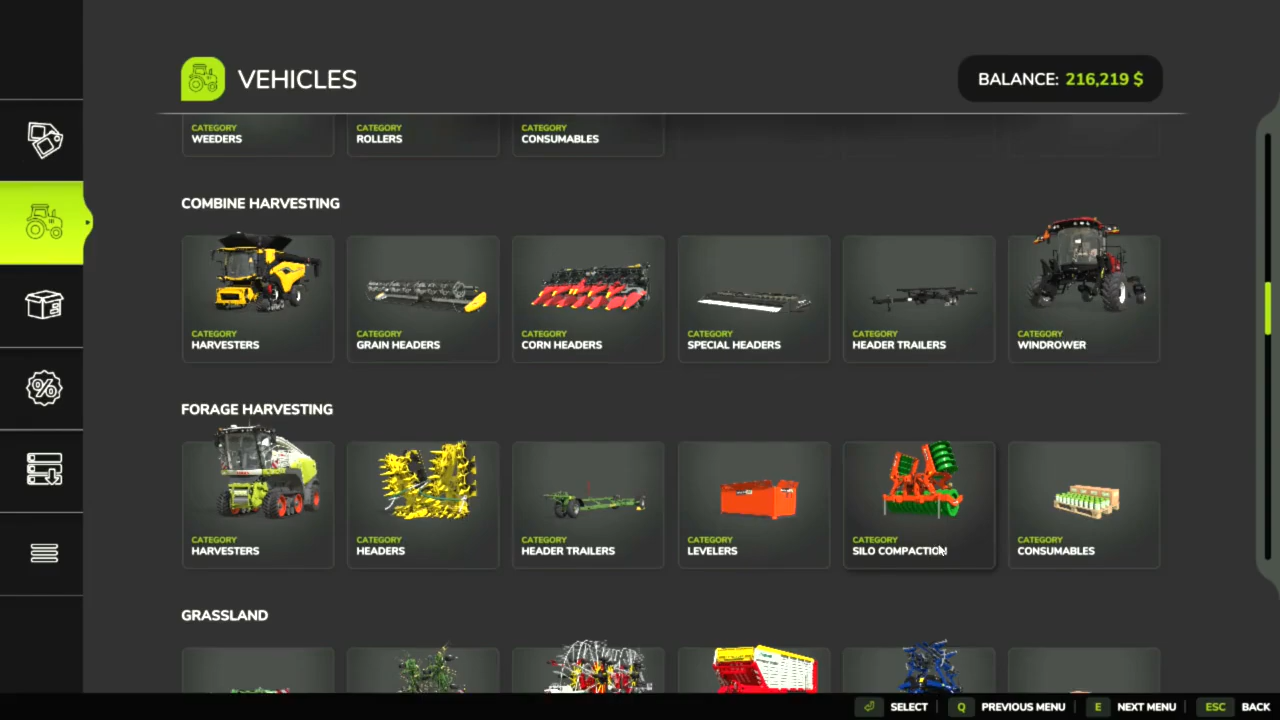 VEHICLES
BALANCE: 216,219 $
CATEGORY
WEEDERS
CATEGORY
ROLLERS
CATEGORY
CONSUMABLES
COMBINE HARVESTING
CATEGORY
HARVESTERS
CATEGORY
GRAIN HEADERS
CATEGORY
CORN HEADERS
CATEGORY
SPECIAL HEADERS
CATEGORY
HEADER TRAILERS
CATEGORY
WINDROWER
FORAGE HARVESTING
CATEGORY
HARVESTERS
CATEGORY
HEADERS
CATEGORY
HEADER TRAILERS
CATEGORY
LEVELERS
CATEGORY
SILO COMPACTION
CATEGORY
CONSUMABLES
GRASSLAND
SELECT
Q PREVIOUS MENU
E NEXT MENU
ESC BACK